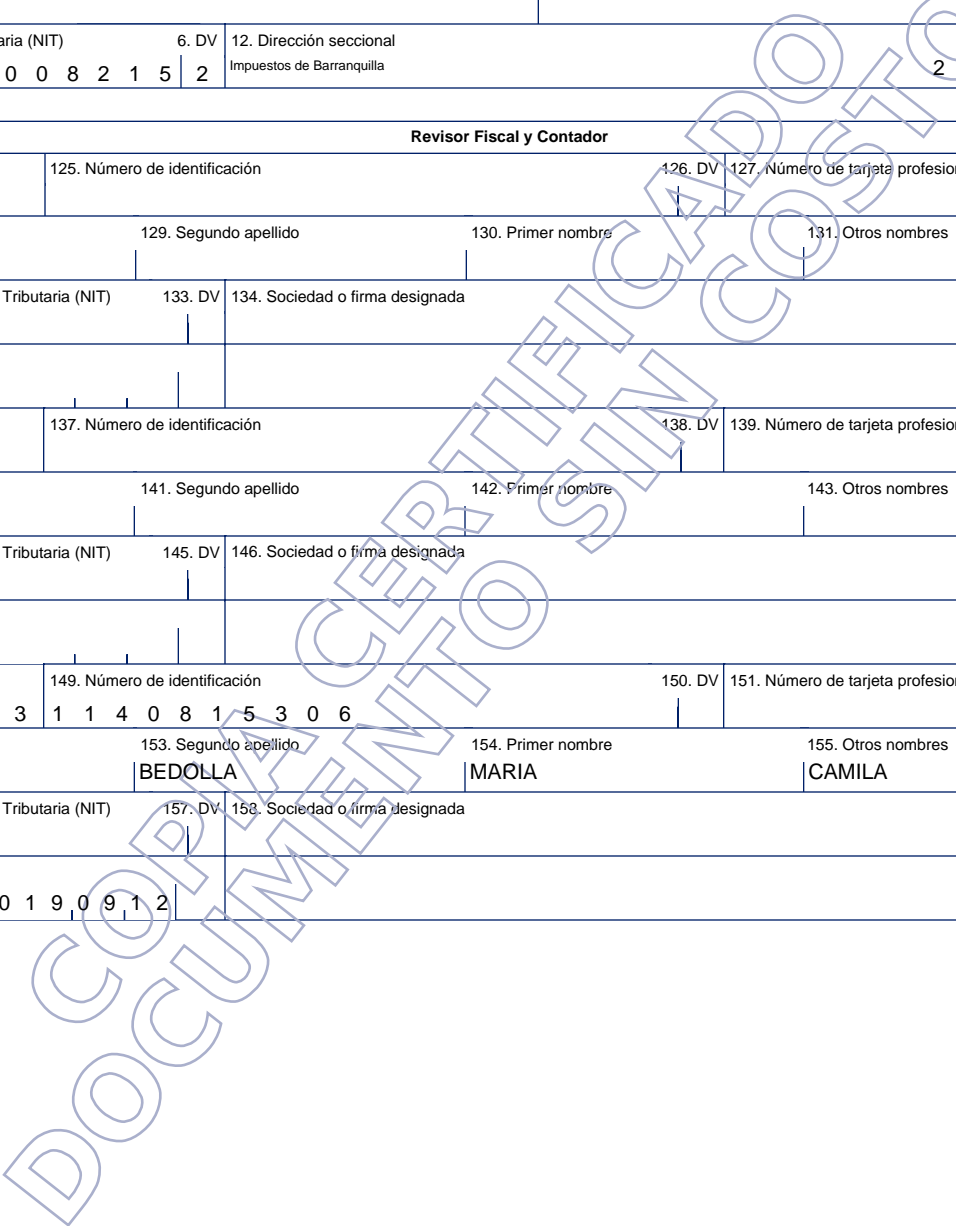 aria (NIT) 6. DV 12. Dirección seccional
0 0 8 2 1 5 2 Impuestos de Barranquilla 2
Revisor Fiscal y Contador
125. Número de identificación 126. DV 127. Número de tarjeta profesion
129. Segundo apellido 130. Primer nombre 131. Otros nombres
Tributaria (NIT) 133. DV 134. Sociedad o firma designada
137. Número de identificación 138. DV 139. Número de tarjeta profesion
141. Segundo apellido 142. Primer nombre 143. Otros nombres
Tributaria (NIT) 145. DV 146. Sociedad o firma designada
149. Número de identificación 150. DV 151. Número de tarjeta profesion
3 1 1 4 0 8 1 5 3 0 6
153. Segundo apellido 154. Primer nombre 155. Otros nombres
BEDOLLA MARIA CAMILA
Tributaria (NIT) 157. DV 158. Sociedad o firma designada
0 1 9 0 9 1 2
COPIA CERTIFICADO
DOCUMENTO SIN COSTO